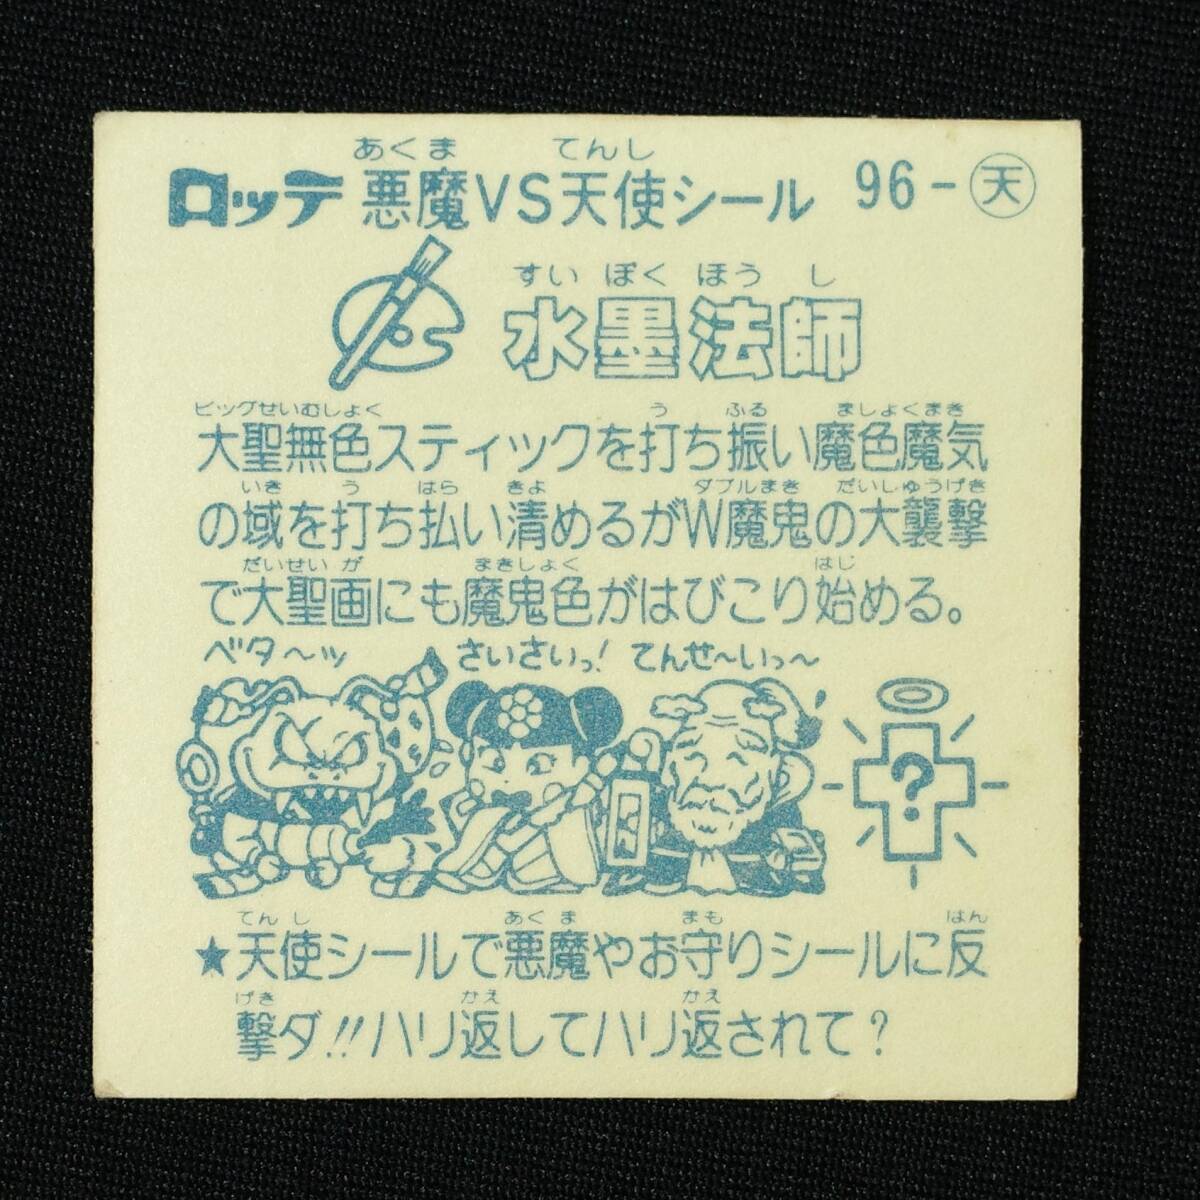 あくま てんし
ロッテ 悪魔VS天使シール 96-天
すいぼくほうし
水墨法師
ビッグせいむしょく う ふる ましょくまき
大聖無色スティックを打ち振い魔色魔気
いき う はら きよ ダブルまき だいしゅうげき
の域を打ち払い清めるがW魔鬼の大襲撃
だいせいが まきしょく はじ
で大聖画にも魔鬼色がはびこり始める。
ベタ〜ッ さいさいっ! てんせ〜いっ〜
?
てんし あくま まも はん
★天使シールで悪魔やお守りシールに反
げき かえ かえ
撃ダ!!ハリ返してハリ返されて?